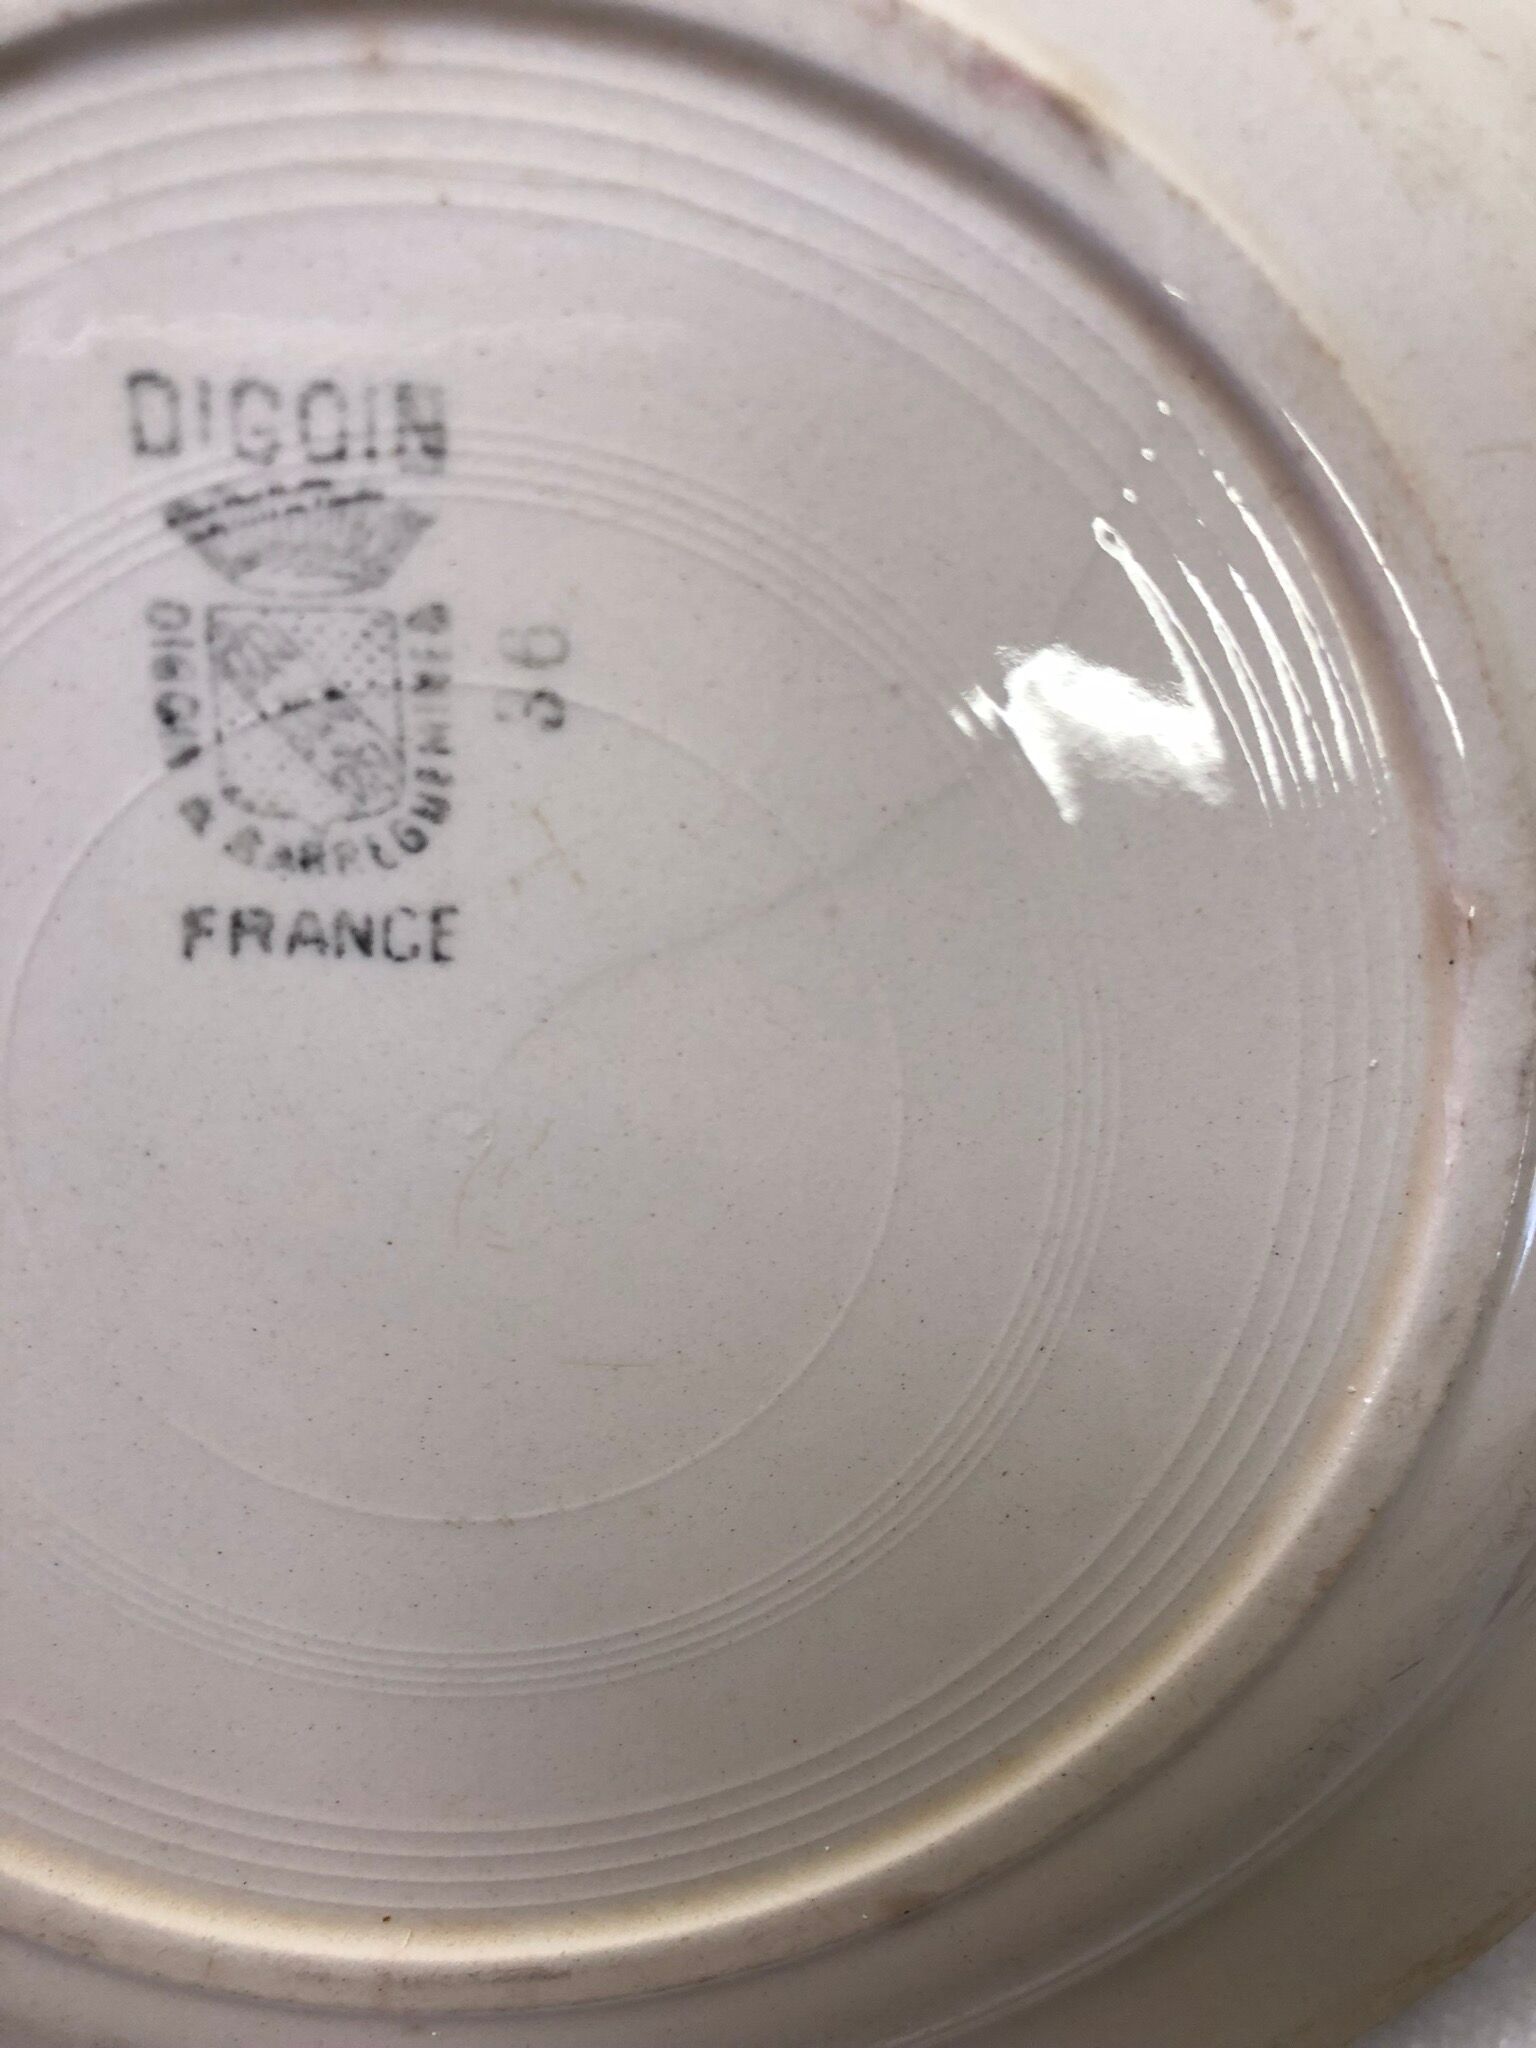 DIGOIN
DIGOIN & SARREGUEMINES
36
FRANCE